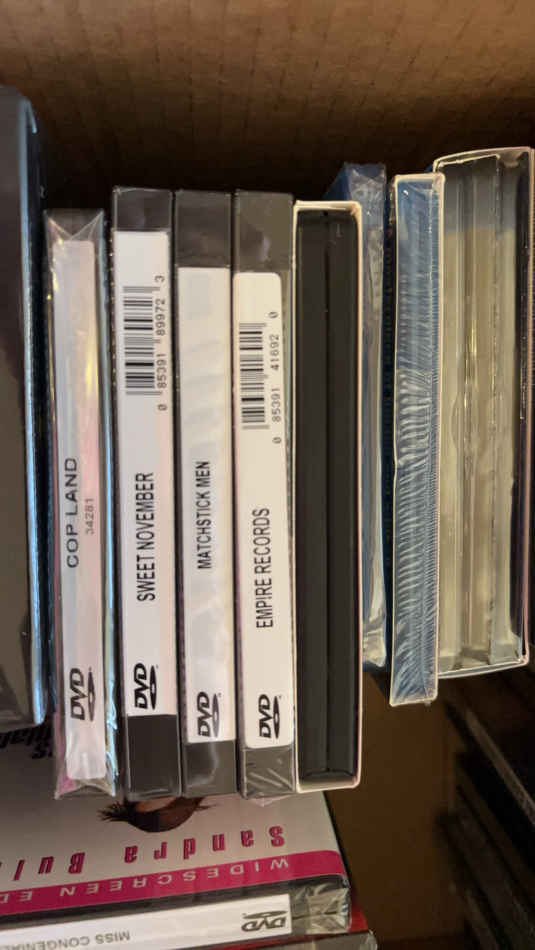 COP LAND
34281
DVD
0 85391 89972 3
SWEET NOVEMBER
DVD
MATCHSTICK MEN
DVD
0 85391 41692 0
EMPIRE RECORDS
DVD
Sandra Bul
WIDESCREEN ED
MISS CONGENIAL
DVD